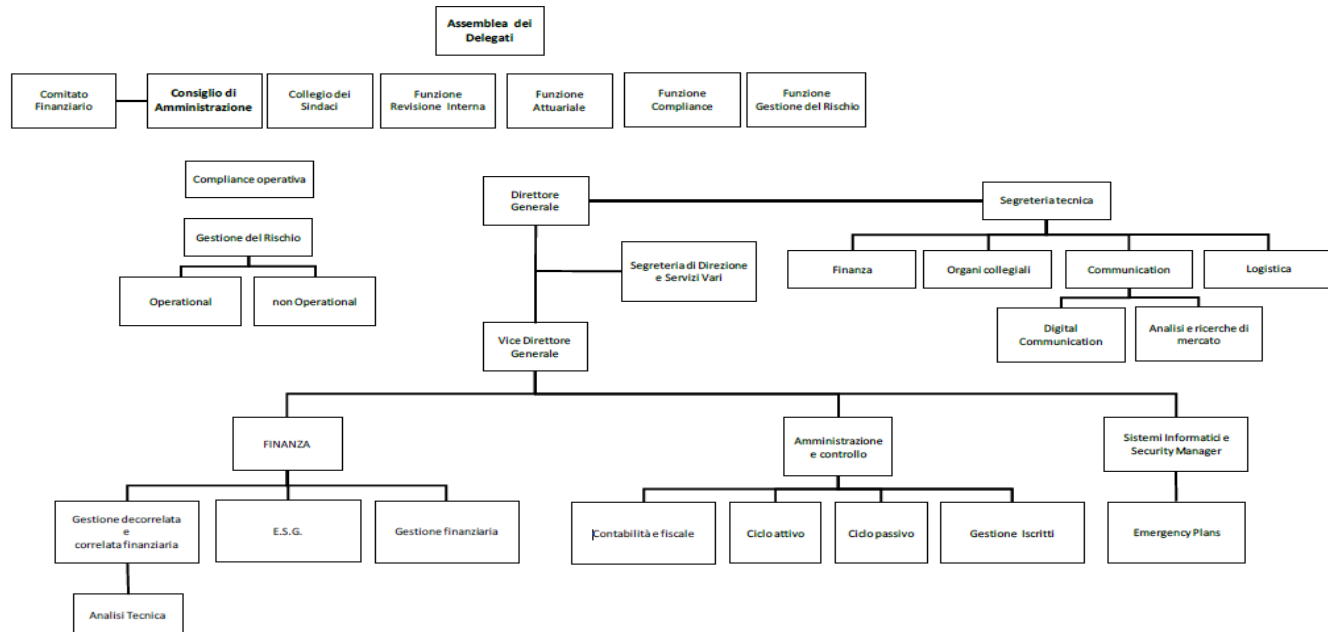 Assemblea dei
Delegati
Comitato
Finanziario
Consiglio di
Amministrazione
Collegio dei
Sindaci
Funzione
Revisione Interna
Funzione
Attuariale
Funzione
Compliance
Funzione
Gestione del Rischio
Compliance operativa
Direttore
Generale
Segreteria tecnica
Gestione del Rischio
Segreteria di Direzione
e Servizi Vari
Finanza
Organi collegiali
Communication
Logistica
Operational
non Operational
Digital
Communication
Analisi e ricerche di
mercato
Vice Direttore
Generale
FINANZA
Amministrazione
e controllo
Sistemi Informatici e
Security Manager
Gestione decorrelata
e
correlata finanziaria
E.S.G.
Gestione finanziaria
Contabilità e fiscale
Ciclo attivo
Ciclo passivo
Gestione Iscritti
Emergency Plans
Analisi Tecnica